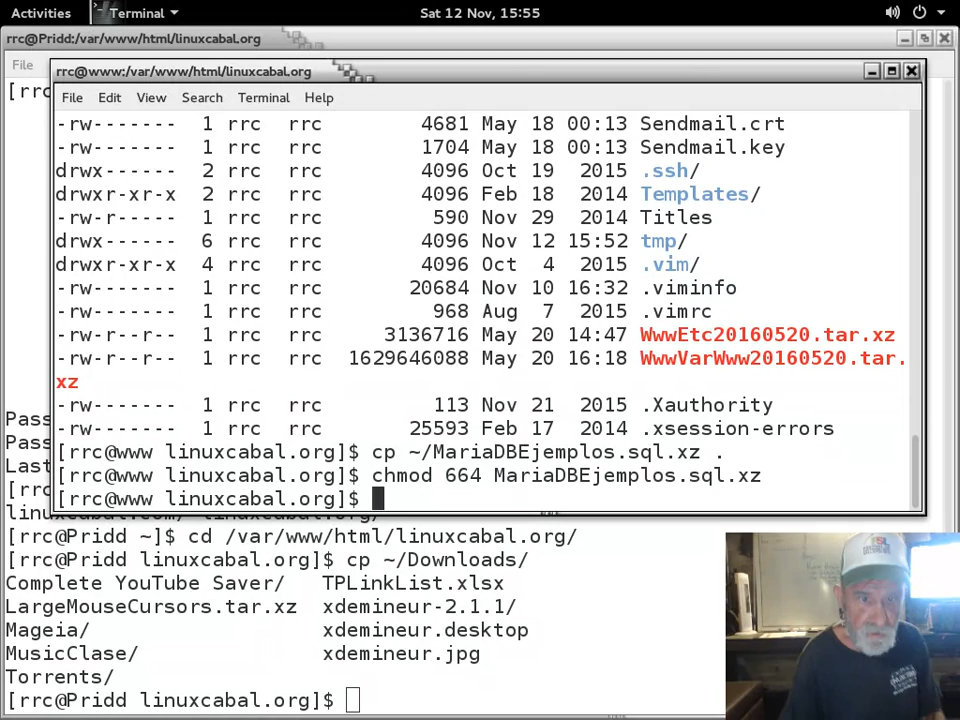 Activities Terminal Sat 12 Nov, 15:55
rrc@Pridd:/var/www/html/linuxcabal.org
File
[rrc
rrc@www:/var/www/html/linuxcabal.org
File Edit View Search Terminal Help
-rw------- 1 rrc rrc 4681 May 18 00:13 Sendmail.crt
-rw------- 1 rrc rrc 1704 May 18 00:13 Sendmail.key
drwx------ 2 rrc rrc 4096 Oct 19 2015 .ssh/
drwxr-xr-x 2 rrc rrc 4096 Feb 18 2014 Templates/
-rw-r----- 1 rrc rrc 590 Nov 29 2014 Titles
drwx------ 6 rrc rrc 4096 Nov 12 15:52 tmp/
drwxr-xr-x 4 rrc rrc 4096 Oct 4 2015 .vim/
-rw------- 1 rrc rrc 20684 Nov 10 16:32 .viminfo
-rw-r----- 1 rrc rrc 968 Aug 7 2015 .vimrc
-rw-r--r-- 1 rrc rrc 3136716 May 20 14:47 WwwEtc20160520.tar.xz
-rw-r--r-- 1 rrc rrc 1629646088 May 20 16:18 WwwVarWww20160520.tar.
xz
-rw------- 1 rrc rrc 113 Nov 21 2015 .Xauthority
-rw------- 1 rrc rrc 25593 Feb 17 2014 .xsession-errors
[rrc@www linuxcabal.org]$ cp ~/MariaDBEjemplos.sql.xz .
[rrc@www linuxcabal.org]$ chmod 664 MariaDBEjemplos.sql.xz
[rrc@www linuxcabal.org]$
Pass
Pass
Last
[rrc
linuxcabal.com/ linuxcabal.org/
[rrc@Pridd ~]$ cd /var/www/html/linuxcabal.org/
[rrc@Pridd linuxcabal.org]$ cp ~/Downloads/
Complete YouTube Saver/ TPLinkList.xlsx
LargeMouseCursors.tar.xz xdemineur-2.1.1/
Mageia/ xdemineur.desktop
MusicClase/ xdemineur.jpg
Torrents/
[rrc@Pridd linuxcabal.org]$